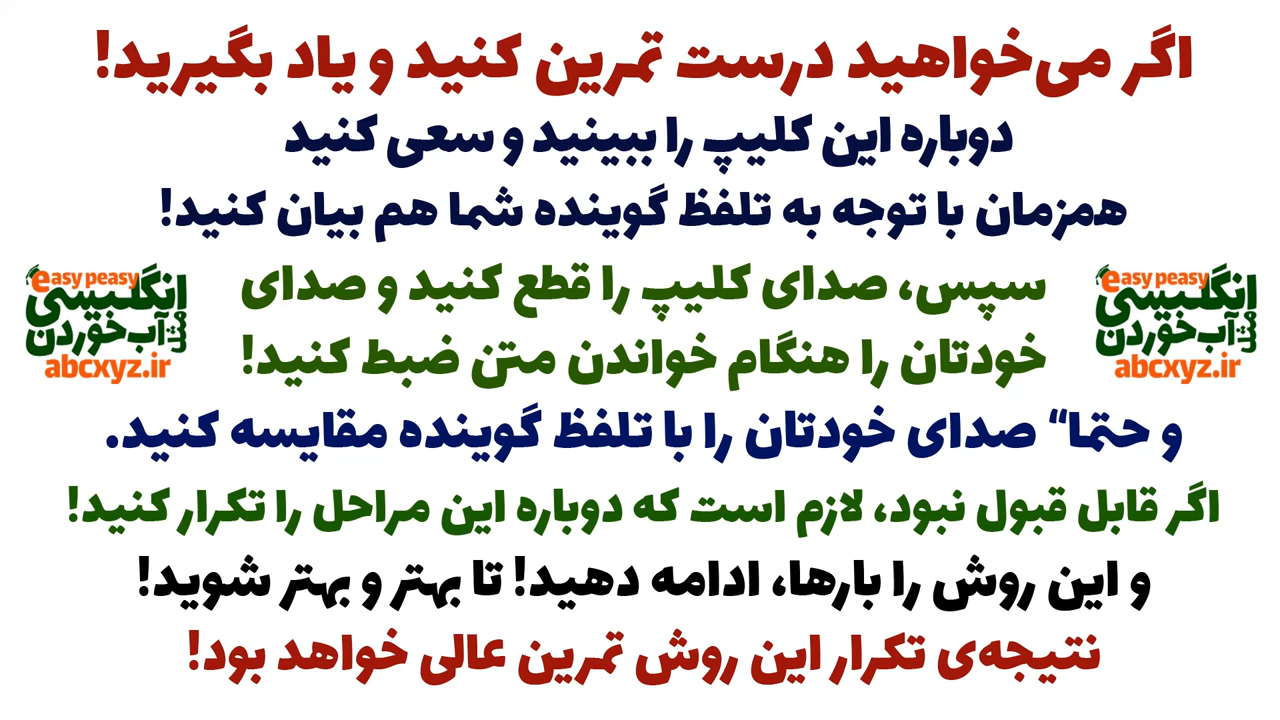 اگر می‌خواهید درست تمرین کنید و یاد بگیرید!
دوباره این کلیپ را ببینید و سعی کنید
همزمان با توجه به تلفظ گوینده شما هم بیان کنید!
سپس، صدای کلیپ را قطع کنید و صدای
خودتان را هنگام خواندن متن ضبط کنید!
و حتما“ صدای خودتان را با تلفظ گوینده مقایسه کنید.
اگر قابل قبول نبود، لازم است که دوباره این مراحل را تکرار کنید!
و این روش را بارها، ادامه دهید! تا بهتر و بهتر شوید!
نتیجه‌ی تکرار این روش تمرین عالی خواهد بود!
easy peasy
انگلیسی
مثل آب خوردن
abcxyz.ir
easy peasy
انگلیسی
مثل آب خوردن
abcxyz.ir